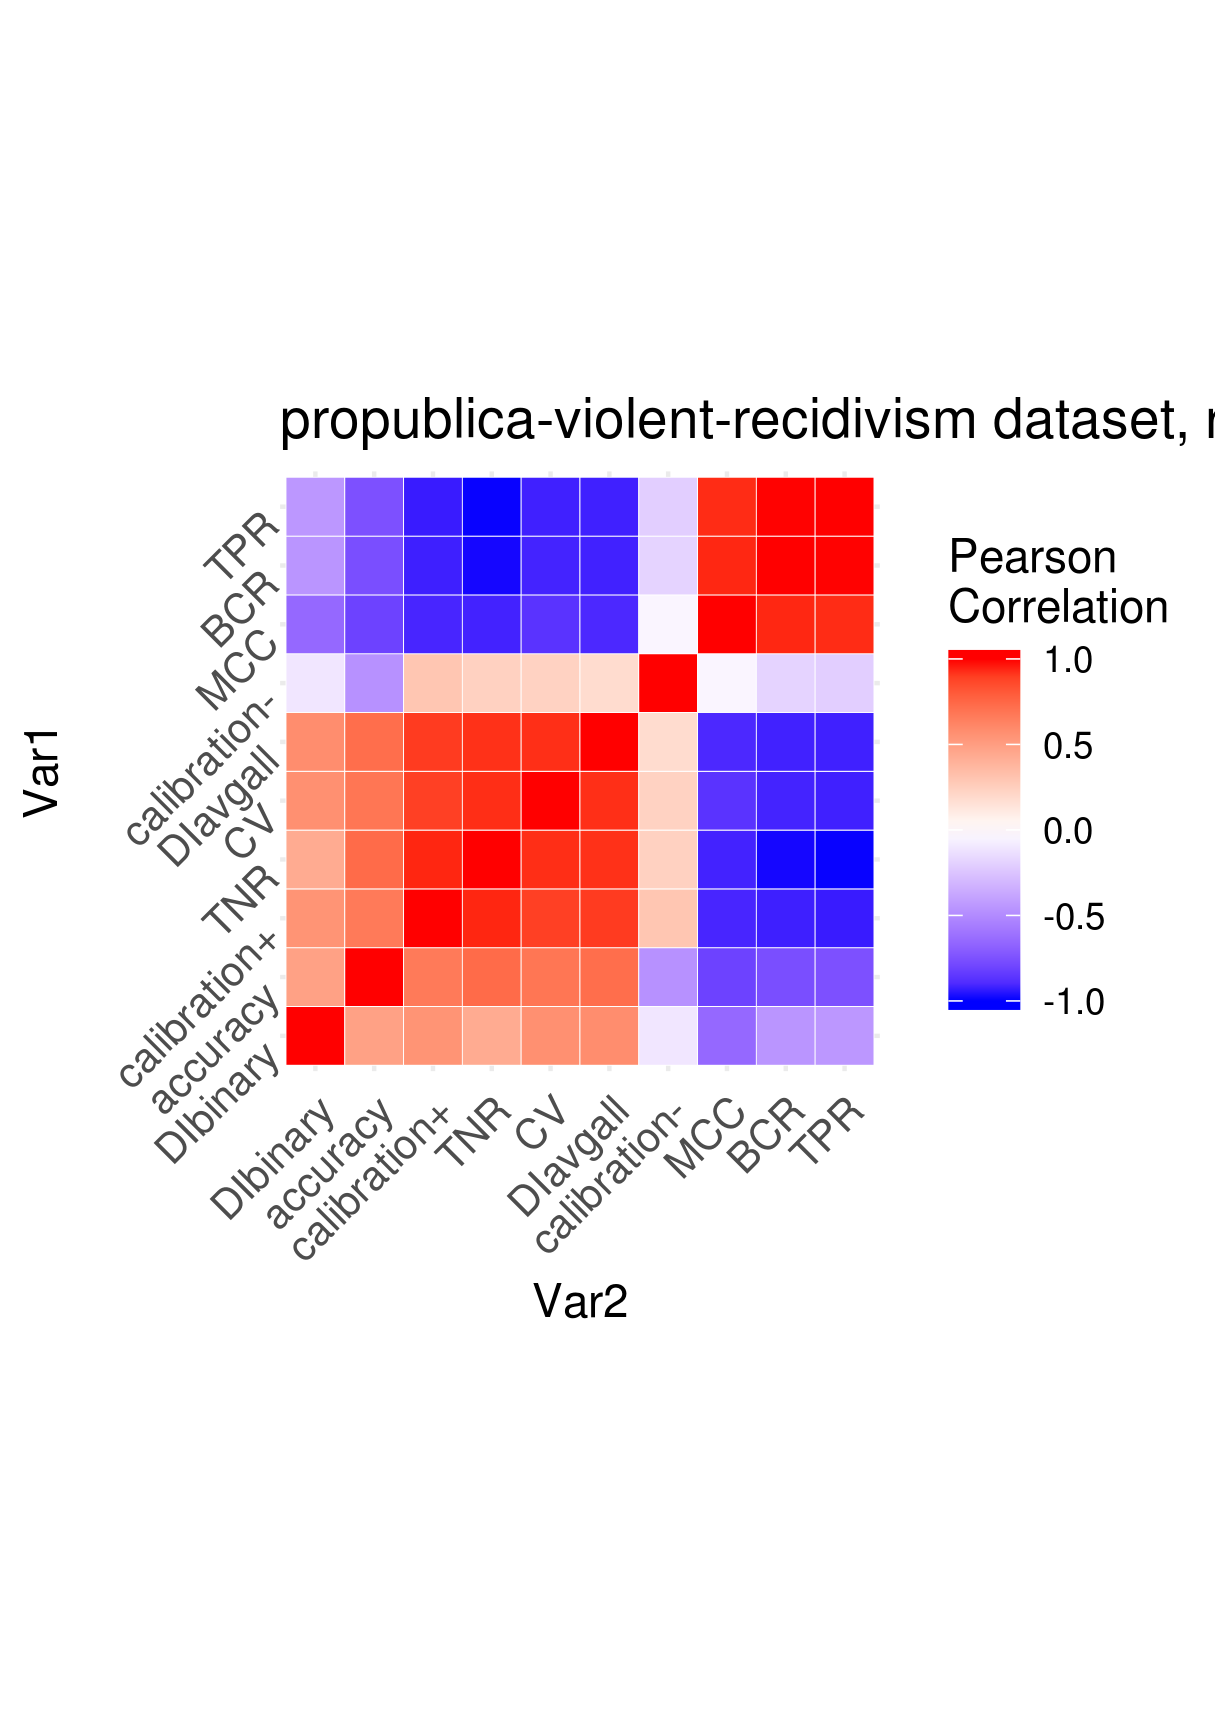 propublica-violent-recidivism dataset,
TPR
BCR
MCC
calibration-
DIavgall
CV
TNR
calibration+
accuracy
DIbinary
Var1
DIbinary
accuracy
calibration+
TNR
CV
DIavgall
calibration-
MCC
BCR
TPR
Var2
Pearson
Correlation
1.0
0.5
0.0
-0.5
-1.0